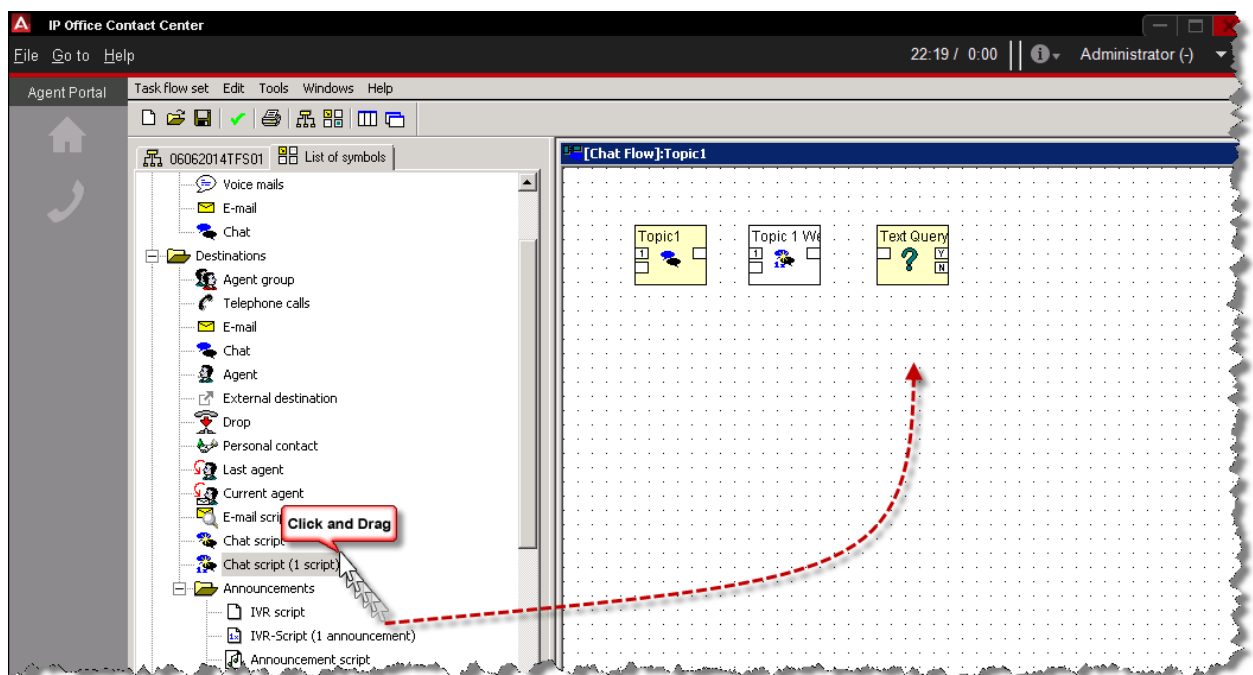 IP Office Contact Center
File Go to Help
22:19 / 0:00
Administrator (-)
Agent Portal
Task flow set Edit Tools Windows Help
06062014TFS01
List of symbols
[Chat Flow]:Topic1
Voice mails
E-mail
Chat
Destinations
Agent group
Telephone calls
E-mail
Chat
Agent
External destination
Drop
Personal contact
Last agent
Current agent
E-mail scrip
Click and Drag
Chat script
Chat script (1 script)
Announcements
IVR script
IVR-Script (1 announcement)
Announcement script
Topic1
1
Topic 1 We
1
Text Query
Y
N